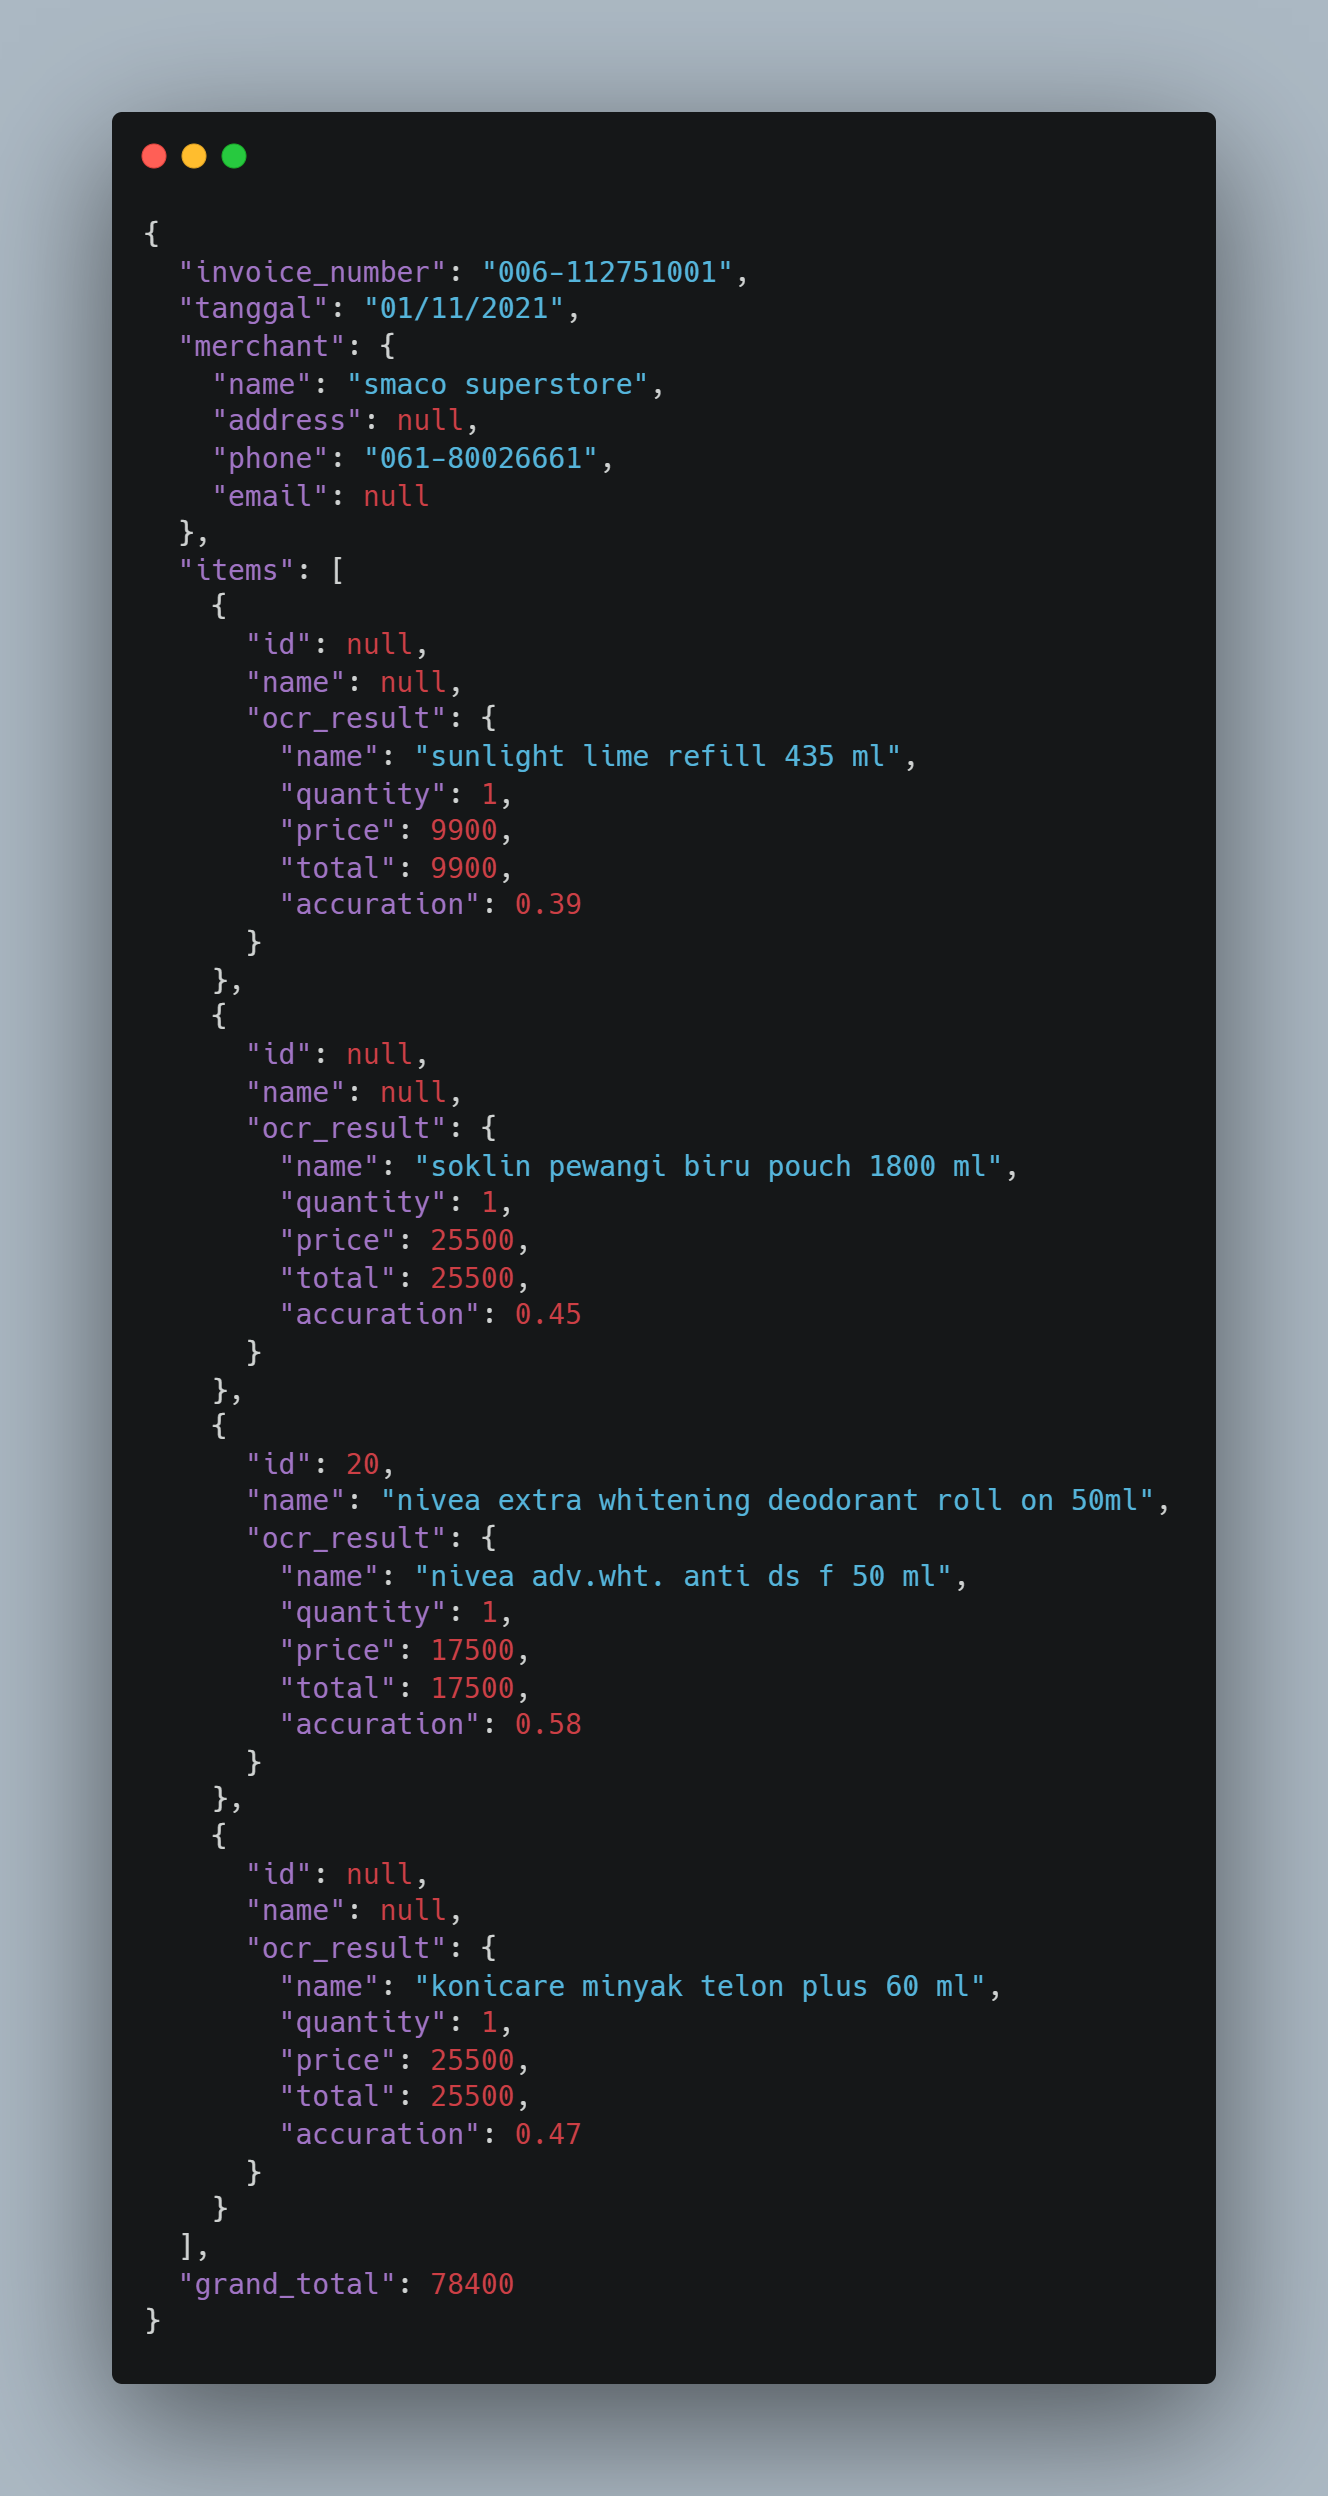 {
  "invoice_number": "006-112751001",
  "tanggal": "01/11/2021",
  "merchant": {
    "name": "smaco superstore",
    "address": null,
    "phone": "061-80026661",
    "email": null
  },
  "items": [
    {
      "id": null,
      "name": null,
      "ocr_result": {
        "name": "sunlight lime refill 435 ml",
        "quantity": 1,
        "price": 9900,
        "total": 9900,
        "accuration": 0.39
      }
    },
    {
      "id": null,
      "name": null,
      "ocr_result": {
        "name": "soklin pewangi biru pouch 1800 ml",
        "quantity": 1,
        "price": 25500,
        "total": 25500,
        "accuration": 0.45
      }
    },
    {
      "id": 20,
      "name": "nivea extra whitening deodorant roll on 50ml",
      "ocr_result": {
        "name": "nivea adv.wht. anti ds f 50 ml",
        "quantity": 1,
        "price": 17500,
        "total": 17500,
        "accuration": 0.58
      }
    },
    {
      "id": null,
      "name": null,
      "ocr_result": {
        "name": "konicare minyak telon plus 60 ml",
        "quantity": 1,
        "price": 25500,
        "total": 25500,
        "accuration": 0.47
      }
    }
  ],
  "grand_total": 78400
}